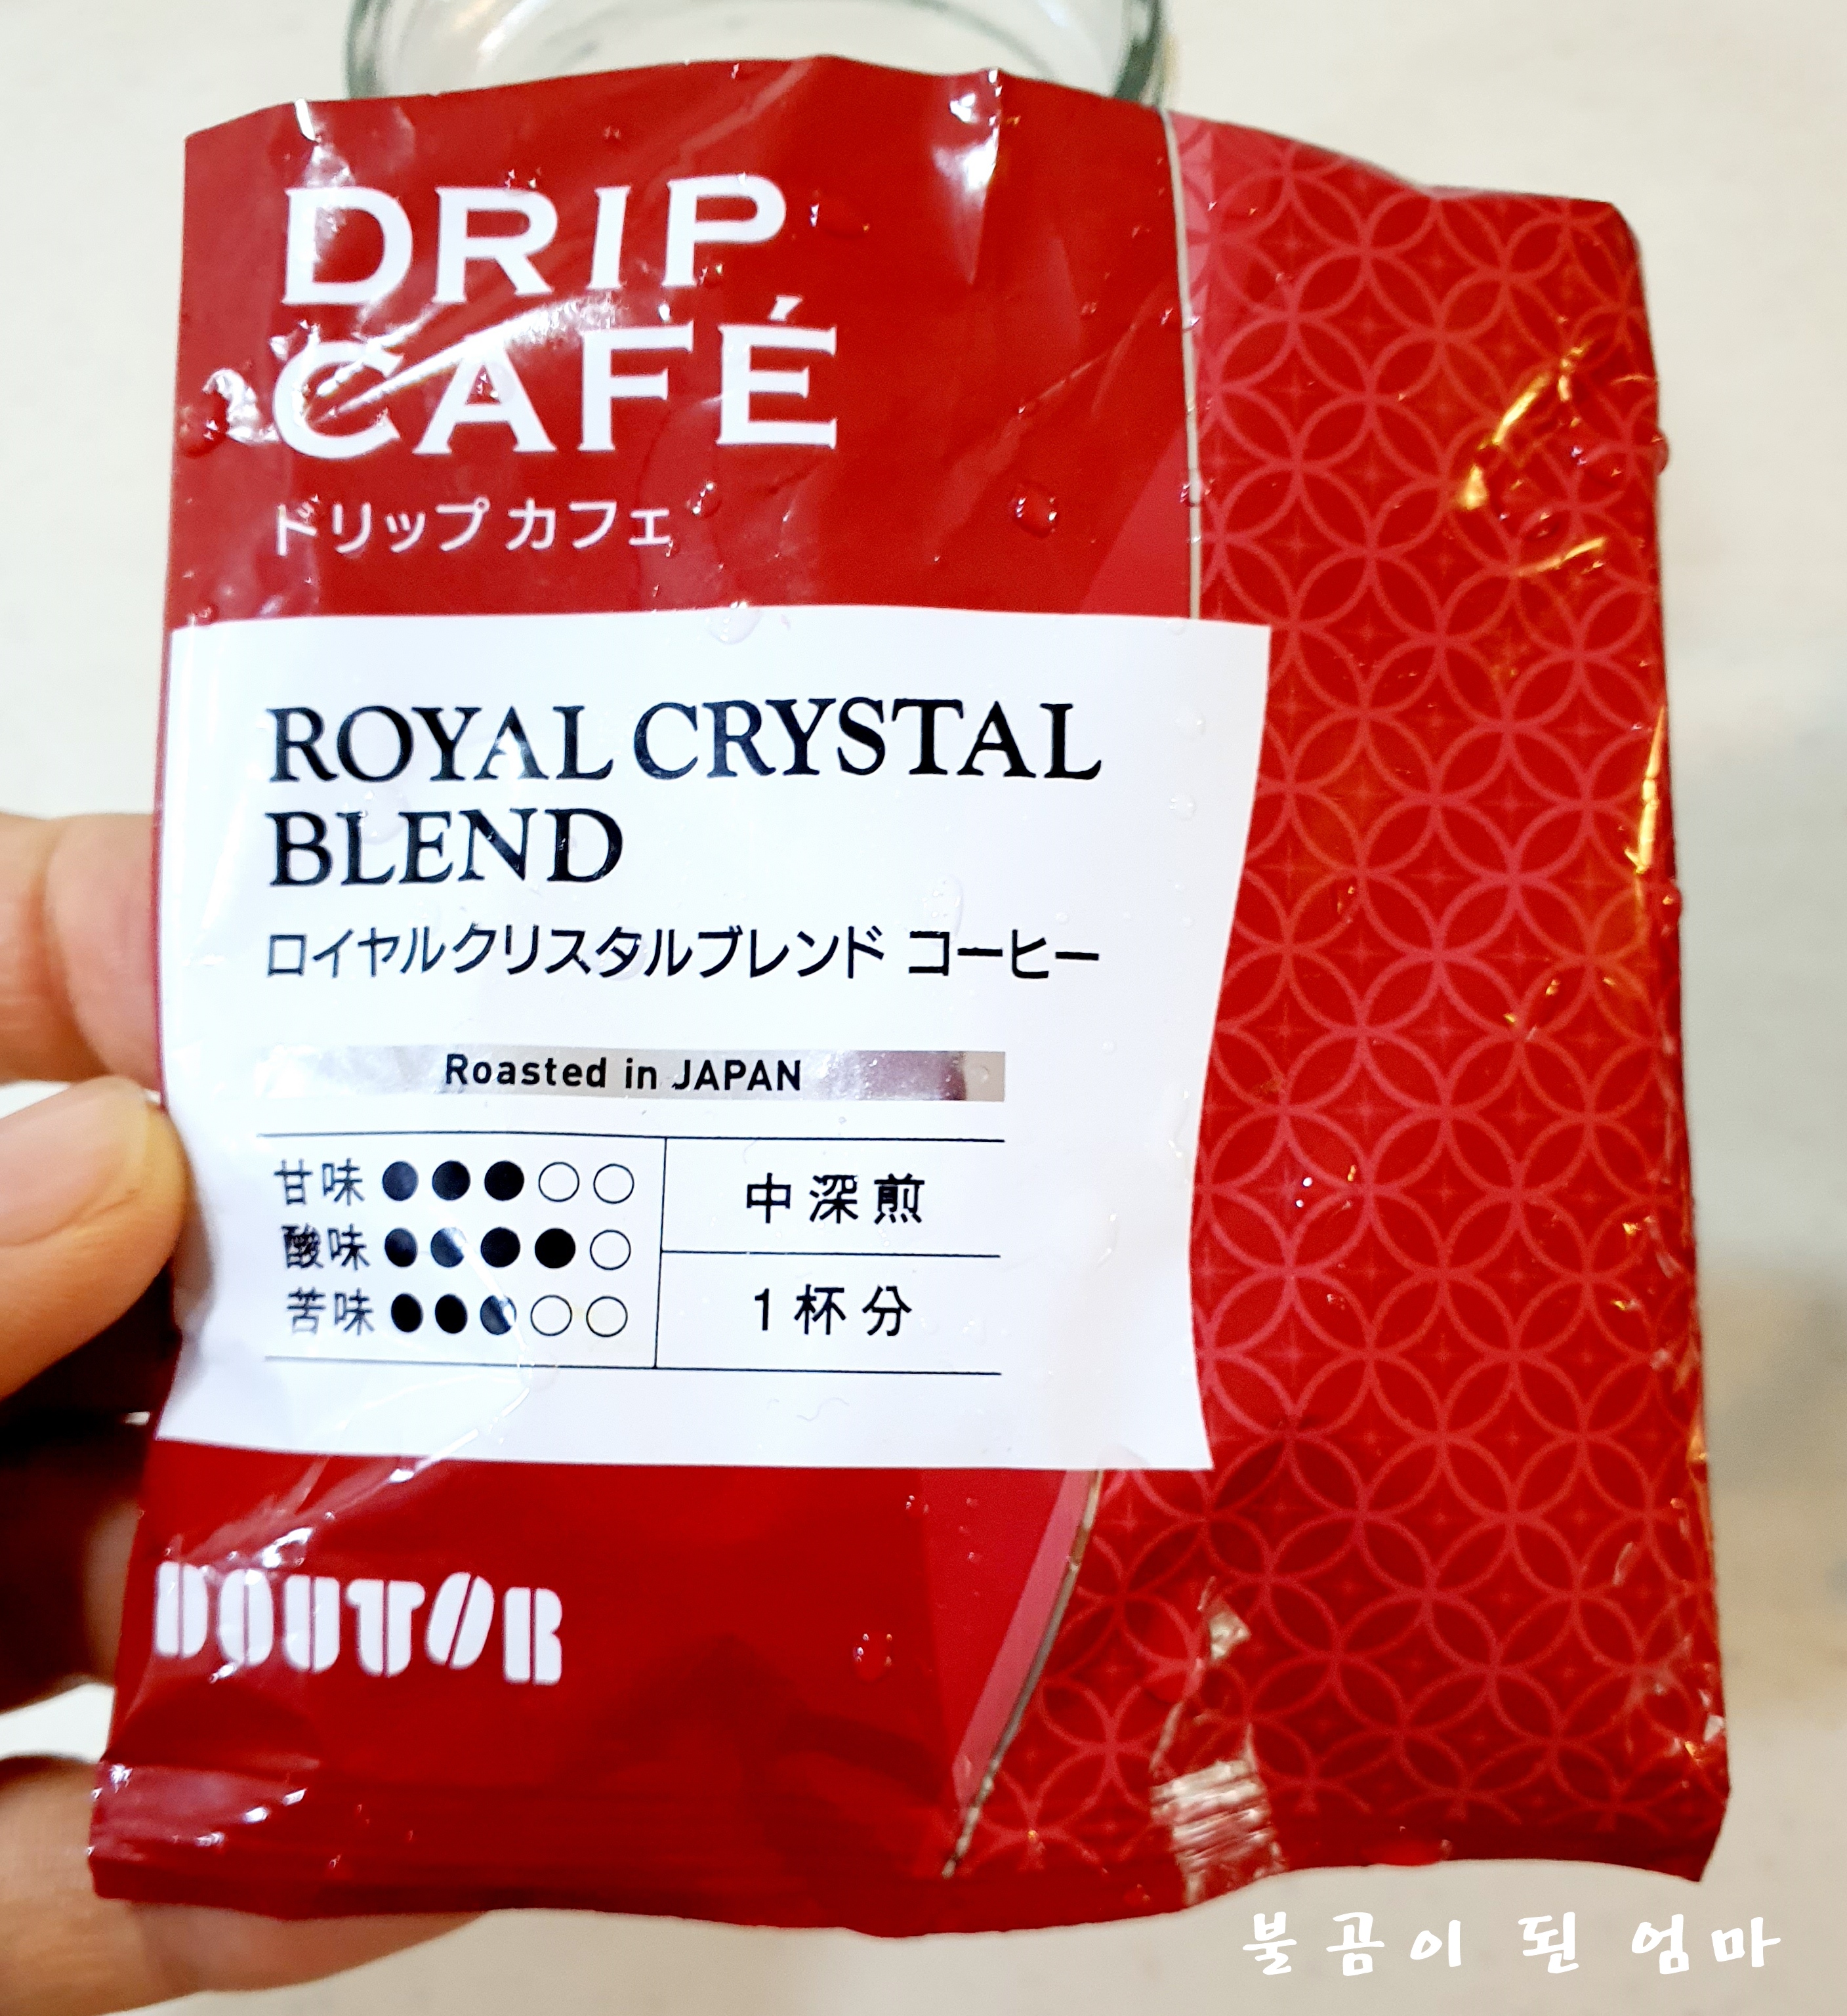 DRIP
CAFÉ
ドリップ カフェ
ROYAL CRYSTAL
BLEND
ロイヤルクリスタルブレンド コーヒー
Roasted in JAPAN
甘味 ●●●○○
酸味 ●●●●○
苦味 ●●●○○
中深煎
1杯分
DOUTOR
불곰이 된 엄마